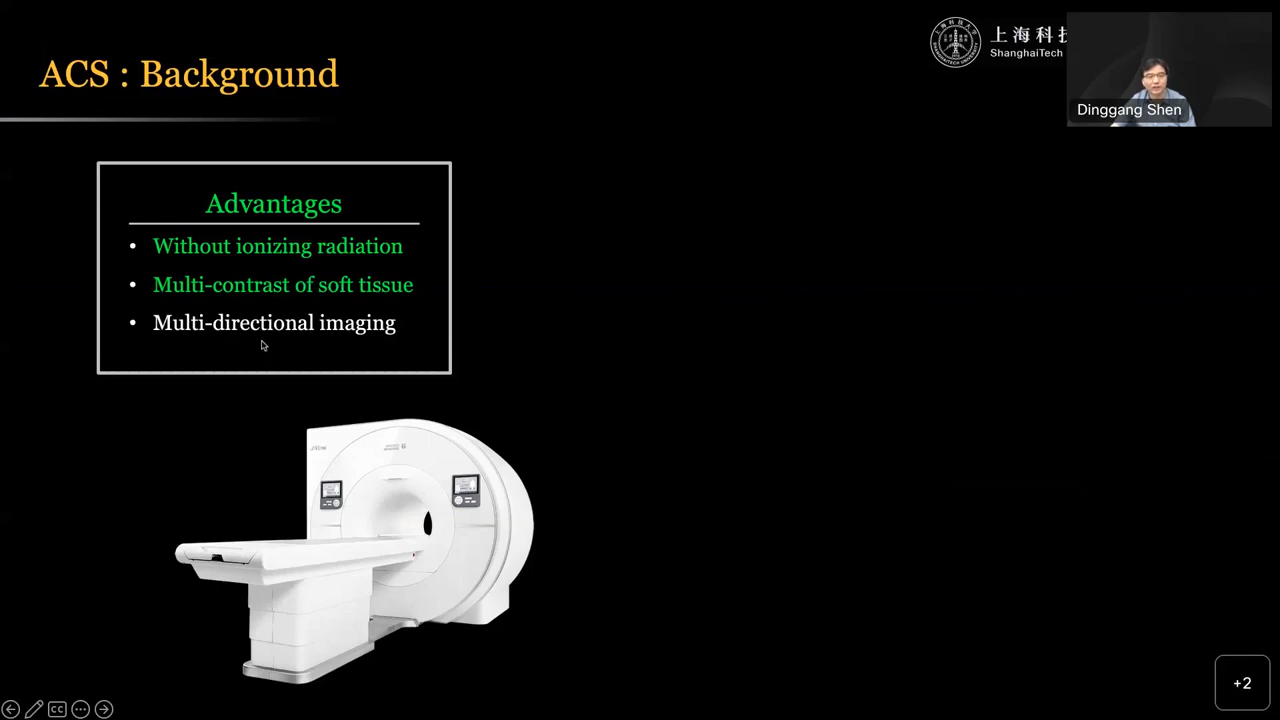 ACS : Background
上海科技
ShanghaiTech
Dinggang Shen
Advantages
• Without ionizing radiation
• Multi-contrast of soft tissue
• Multi-directional imaging
CC
+2